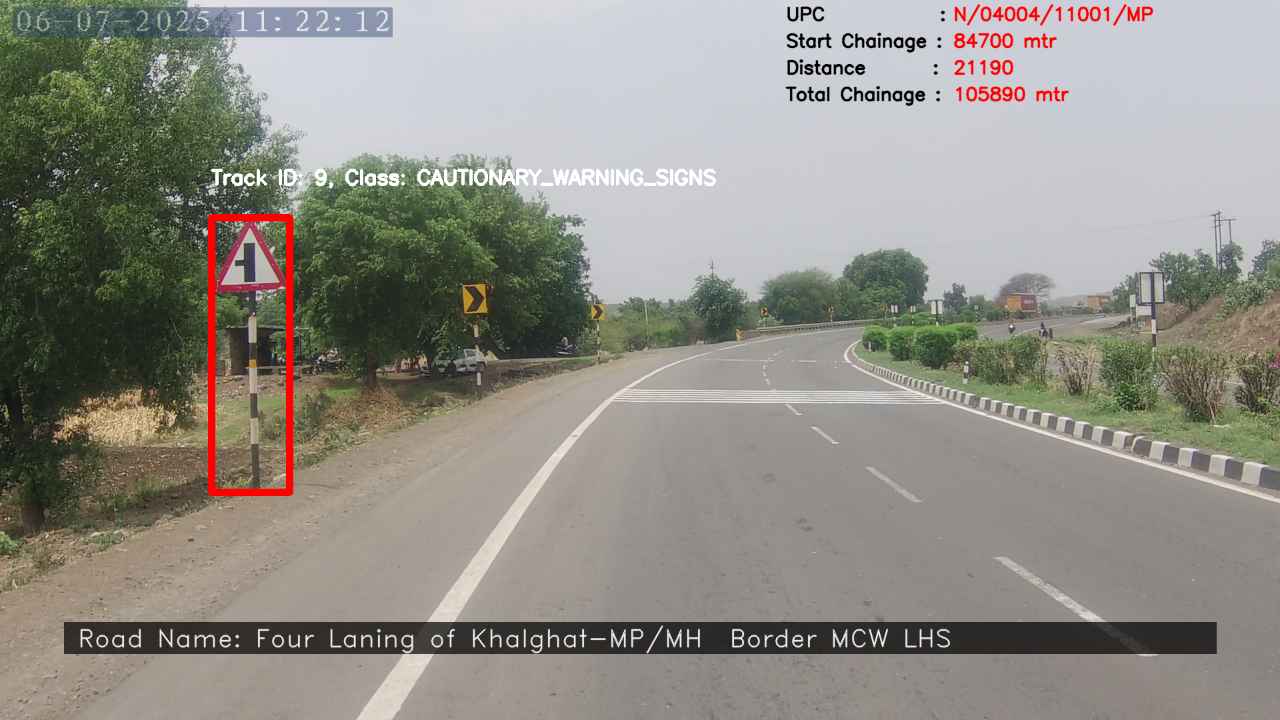 06-07-2025 11:22:12
UPC : N/04004/11001/MP
Start Chainage : 84700 mtr
Distance : 21190
Total Chainage : 105890 mtr
Track ID: 9, Class: CAUTIONARY_WARNING_SIGNS
Road Name: Four Laning of Khalghat-MP/MH Border MCW LHS